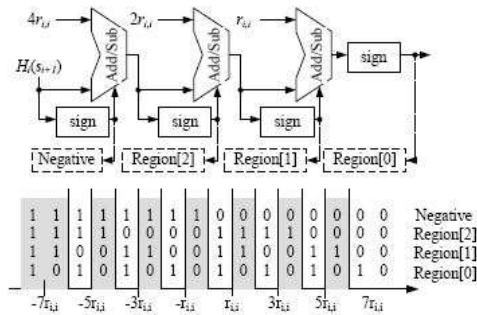 4r_{i,i} 2r_{i,i} r_{i,i}
Add/Sub Add/Sub Add/Sub
sign
H_i(s_{i+1})
sign sign sign
Negative Region[2] Region[1] Region[0]
1 1 1 1 1 1 1 1 0 0 0 0 0 0 0 0 Negative
1 1 1 1 0 0 0 0 1 1 1 1 0 0 0 0 Region[2]
1 1 0 0 1 1 0 0 1 1 0 0 1 1 0 0 Region[1]
1 0 1 0 1 0 1 0 1 0 1 0 1 0 1 0 Region[0]
-7r_{i,i} -5r_{i,i} -3r_{i,i} -r_{i,i} r_{i,i} 3r_{i,i} 5r_{i,i} 7r_{i,i}